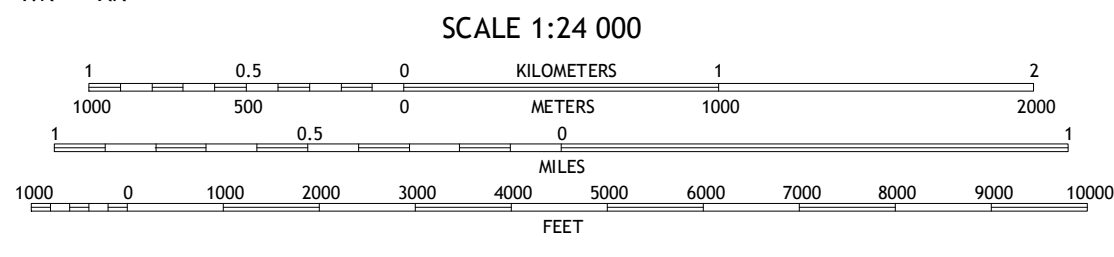 SCALE 1:24 000
1 0.5 0 KILOMETERS 1 2
1000 500 0 METERS 1000 2000
1 0.5 0 1
MILES
1000 0 1000 2000 3000 4000 5000 6000 7000 8000 9000 10000
FEET